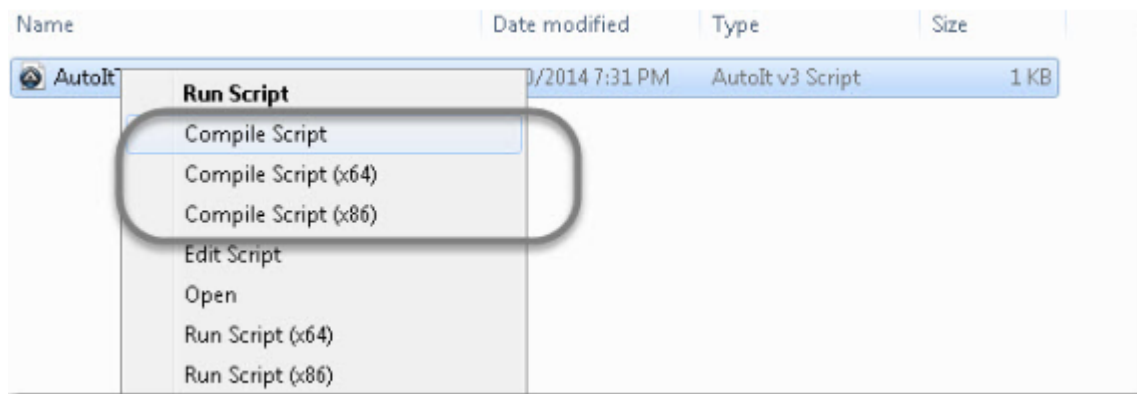 Name Date modified Type Size
AutoIt 0/2014 7:31 PM AutoIt v3 Script 1 KB
Run Script
Compile Script
Compile Script (x64)
Compile Script (x86)
Edit Script
Open
Run Script (x64)
Run Script (x86)